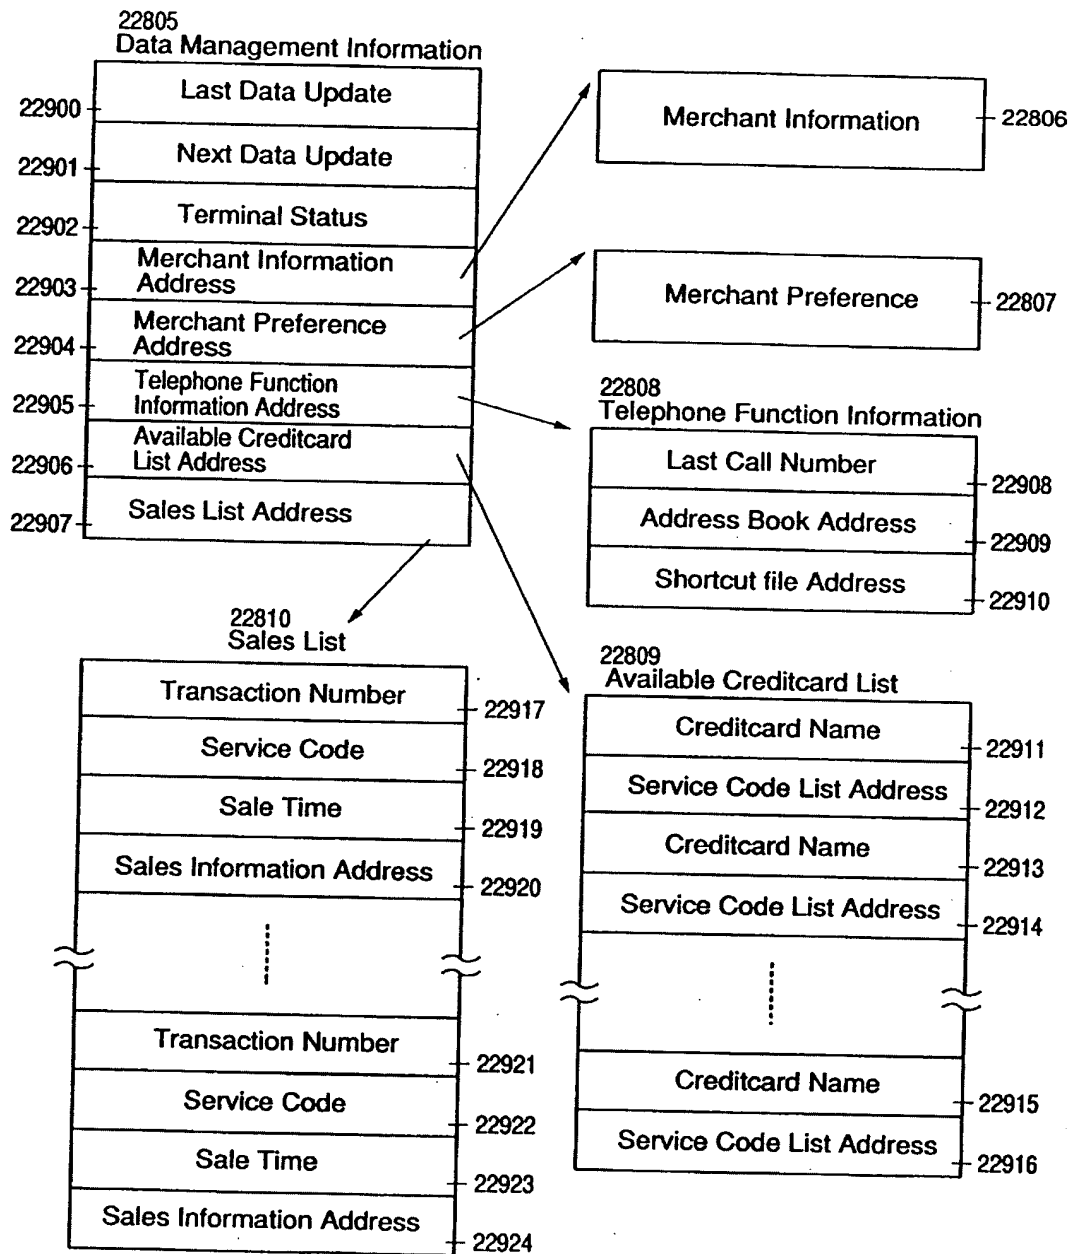 22805
Data Management Information
Last Data Update
22900
Next Data Update
22901
Terminal Status
22902
Merchant Information
Address
22903
Merchant Preference
Address
22904
Telephone Function
Information Address
22905
Available Creditcard
List Address
22906
Sales List Address
22907
Merchant Information
22806
Merchant Preference
22807
22808
Telephone Function Information
Last Call Number
22908
Address Book Address
22909
Shortcut file Address
22910
22810
Sales List
Transaction Number
22917
Service Code
22918
Sale Time
22919
Sales Information Address
22920
Transaction Number
22921
Service Code
22922
Sale Time
22923
Sales Information Address
22924
22809
Available Creditcard List
Creditcard Name
22911
Service Code List Address
22912
Creditcard Name
22913
Service Code List Address
22914
Creditcard Name
22915
Service Code List Address
22916